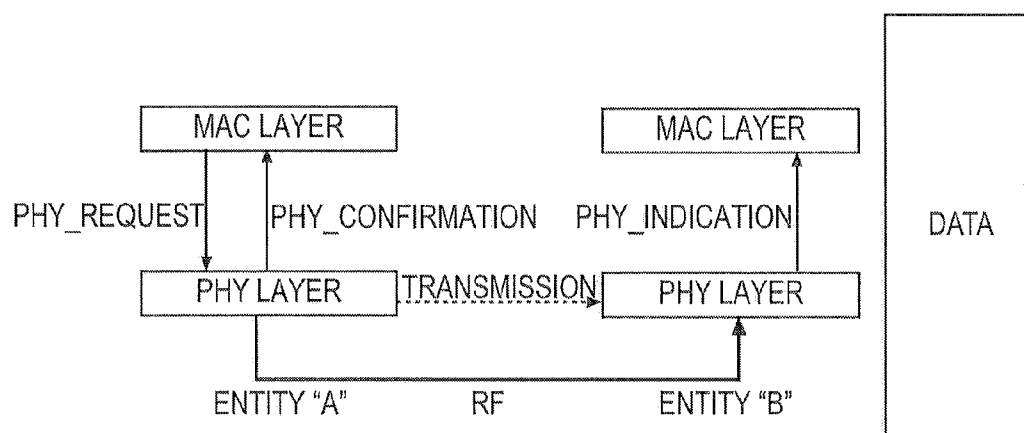 MAC LAYER
MAC LAYER
PHY_REQUEST
PHY_CONFIRMATION
PHY_INDICATION
DATA
PHY LAYER
TRANSMISSION
PHY LAYER
ENTITY “A”
RF
ENTITY “B”